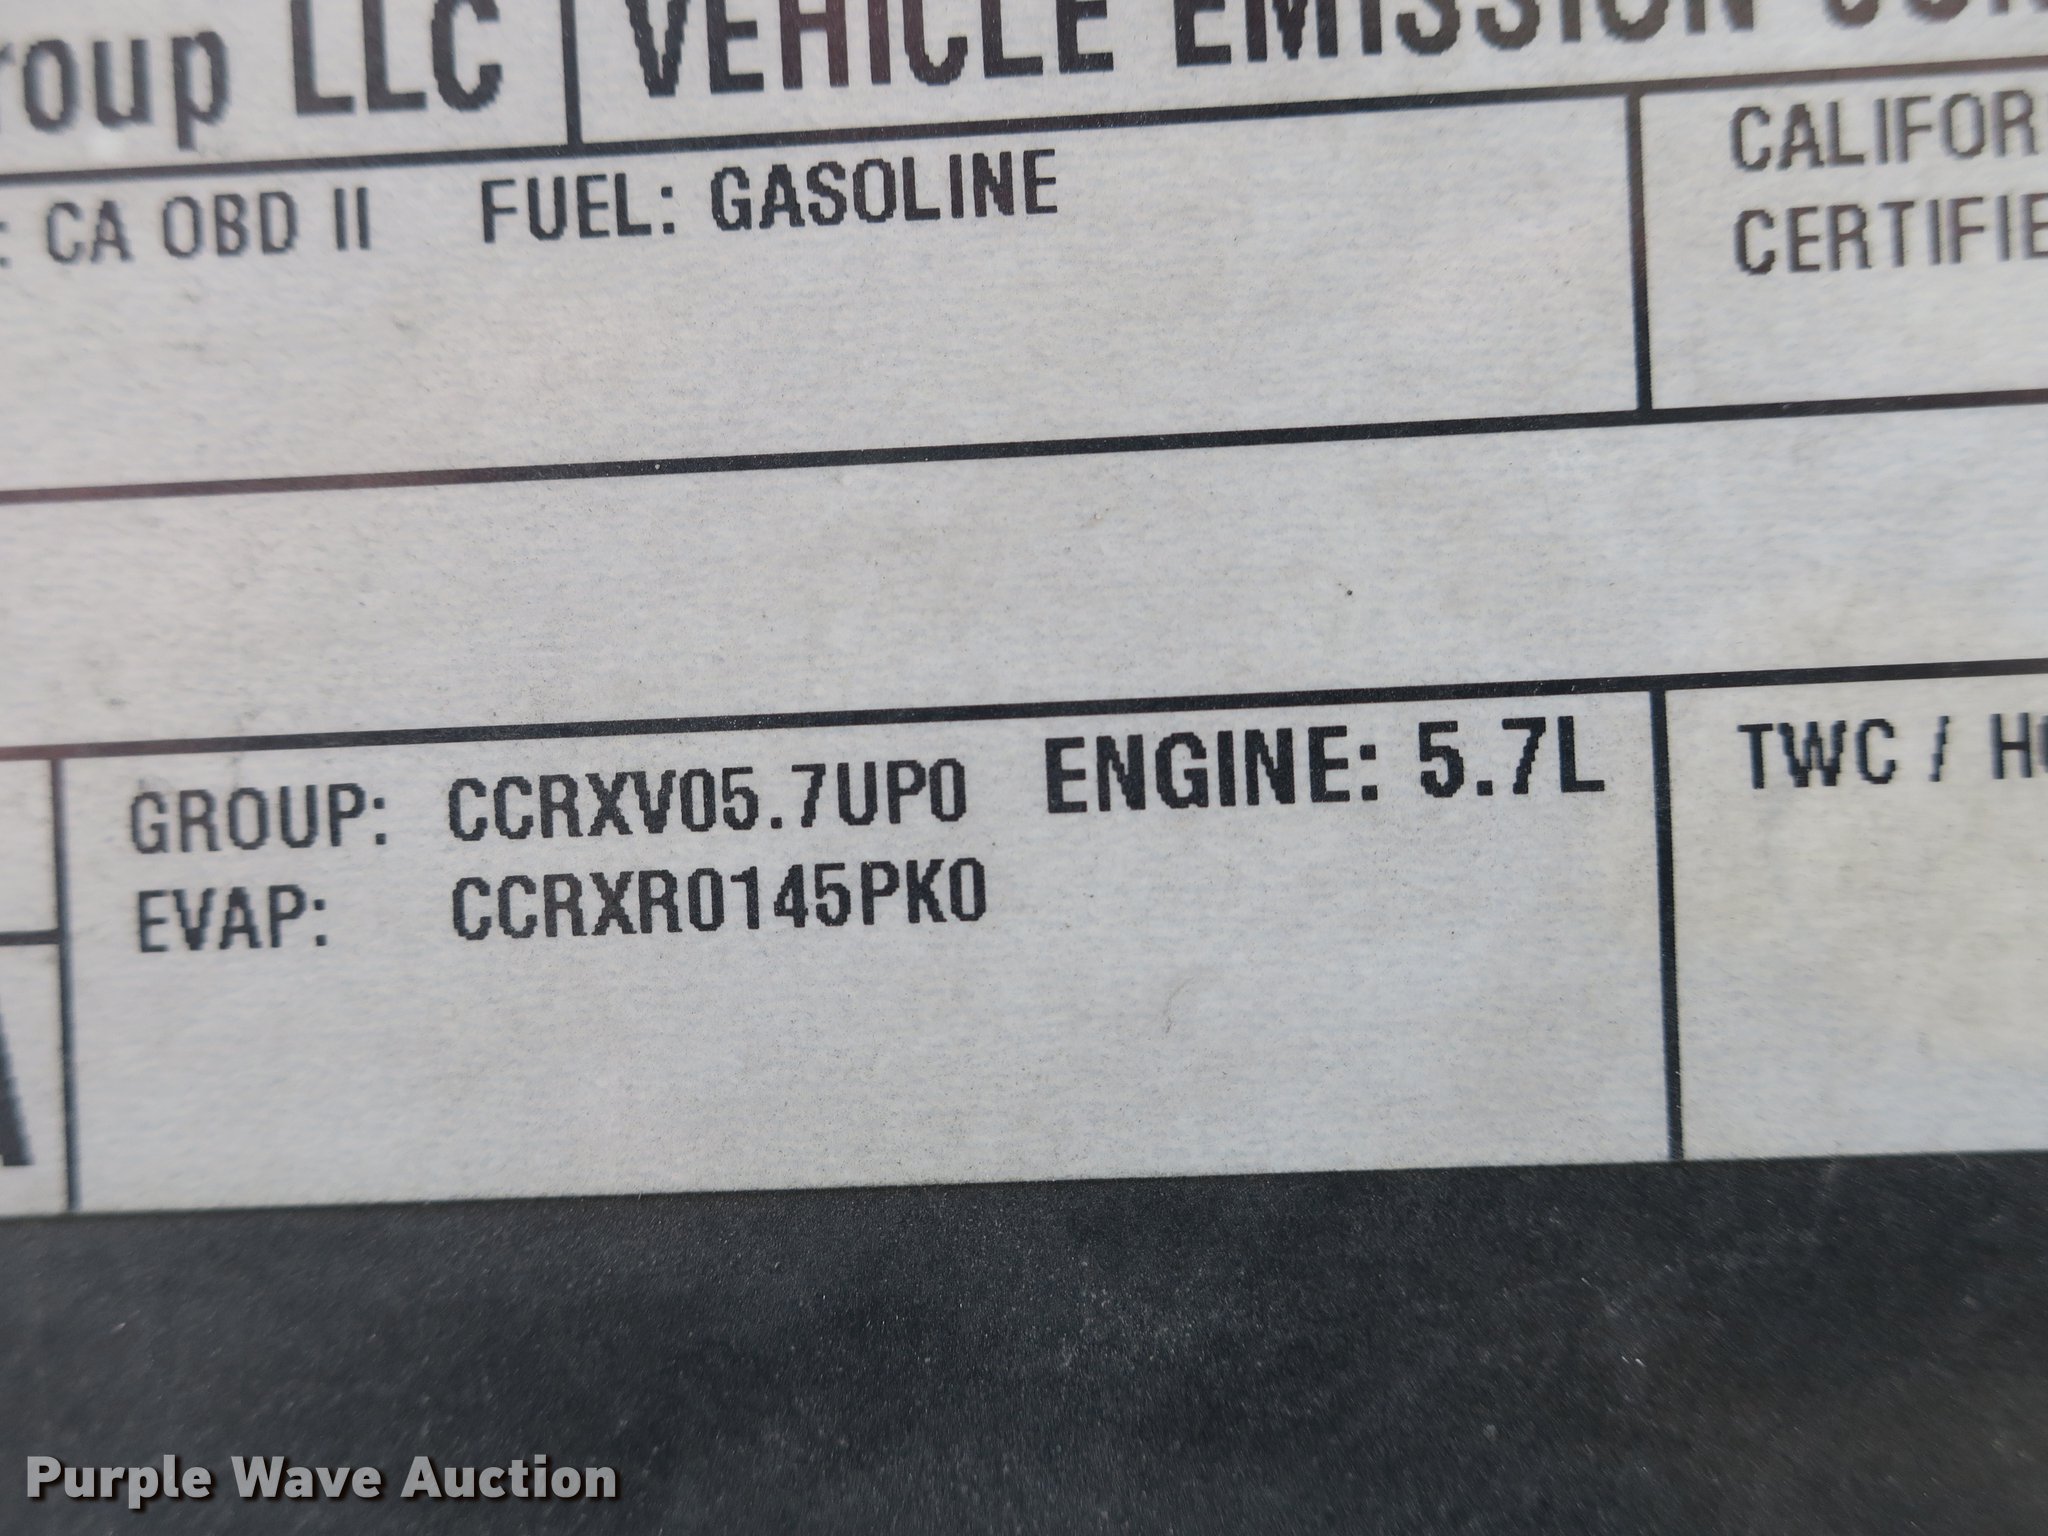 roup LLC VEHICLE EMISSION
: CA OBD II FUEL: GASOLINE
CALIFOR
CERTIFIE
GROUP: CCRXV05.7UP0 ENGINE: 5.7L
EVAP: CCRXR0145PK0
TWC / H
Purple Wave Auction